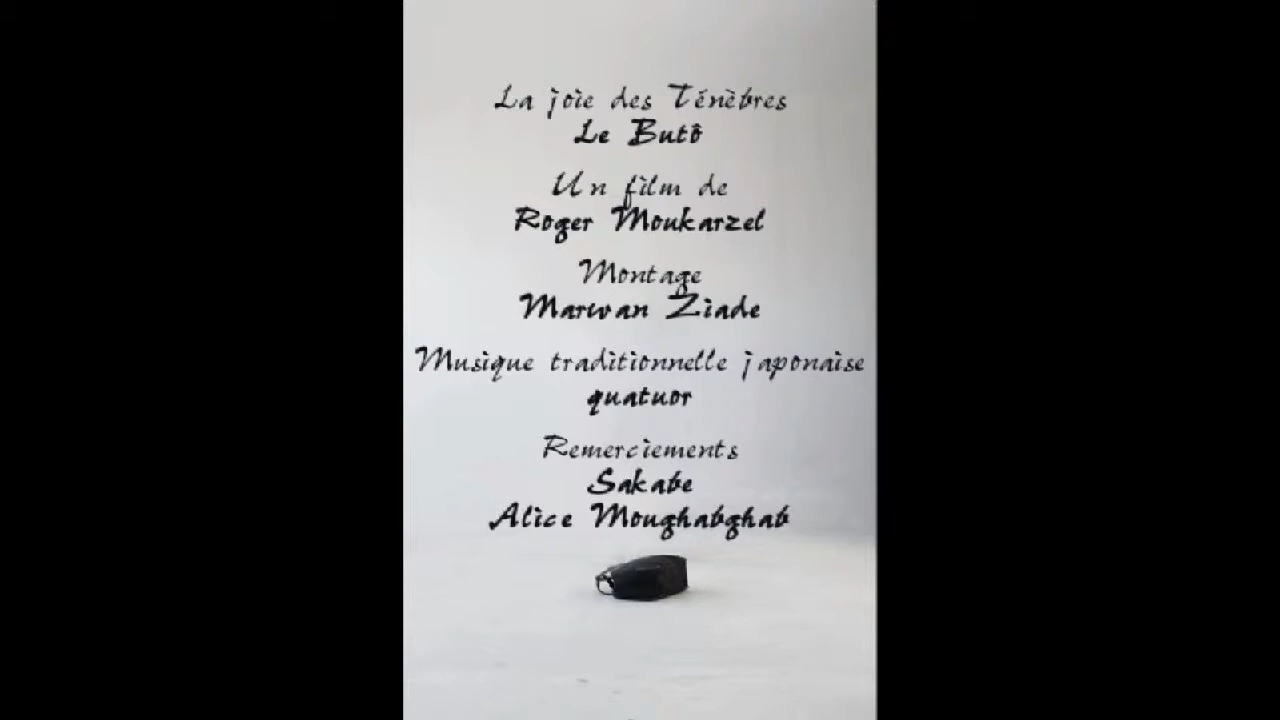 La joie des Ténèbres
Le Butô
Un film de
Roger Moukarzel
Montage
Marwan Ziade
Musique traditionnelle japonaise
quatuor
Remerciements
Sakabe
Alice Moughabghab